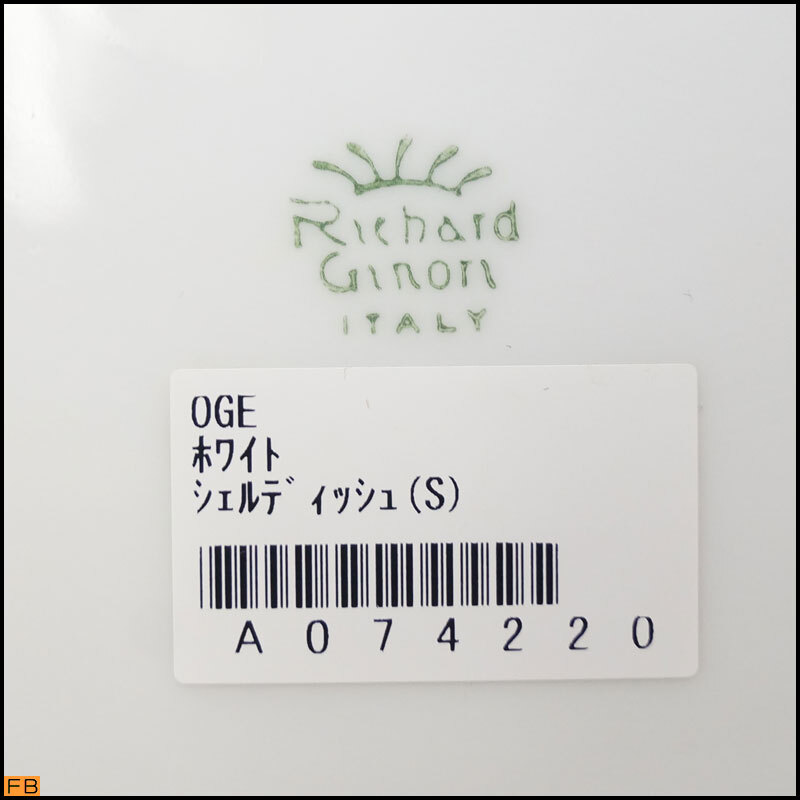 Richard
Ginori
ITALY
OGE
ホワイト
シェルディッシュ(S)
A074220
FB